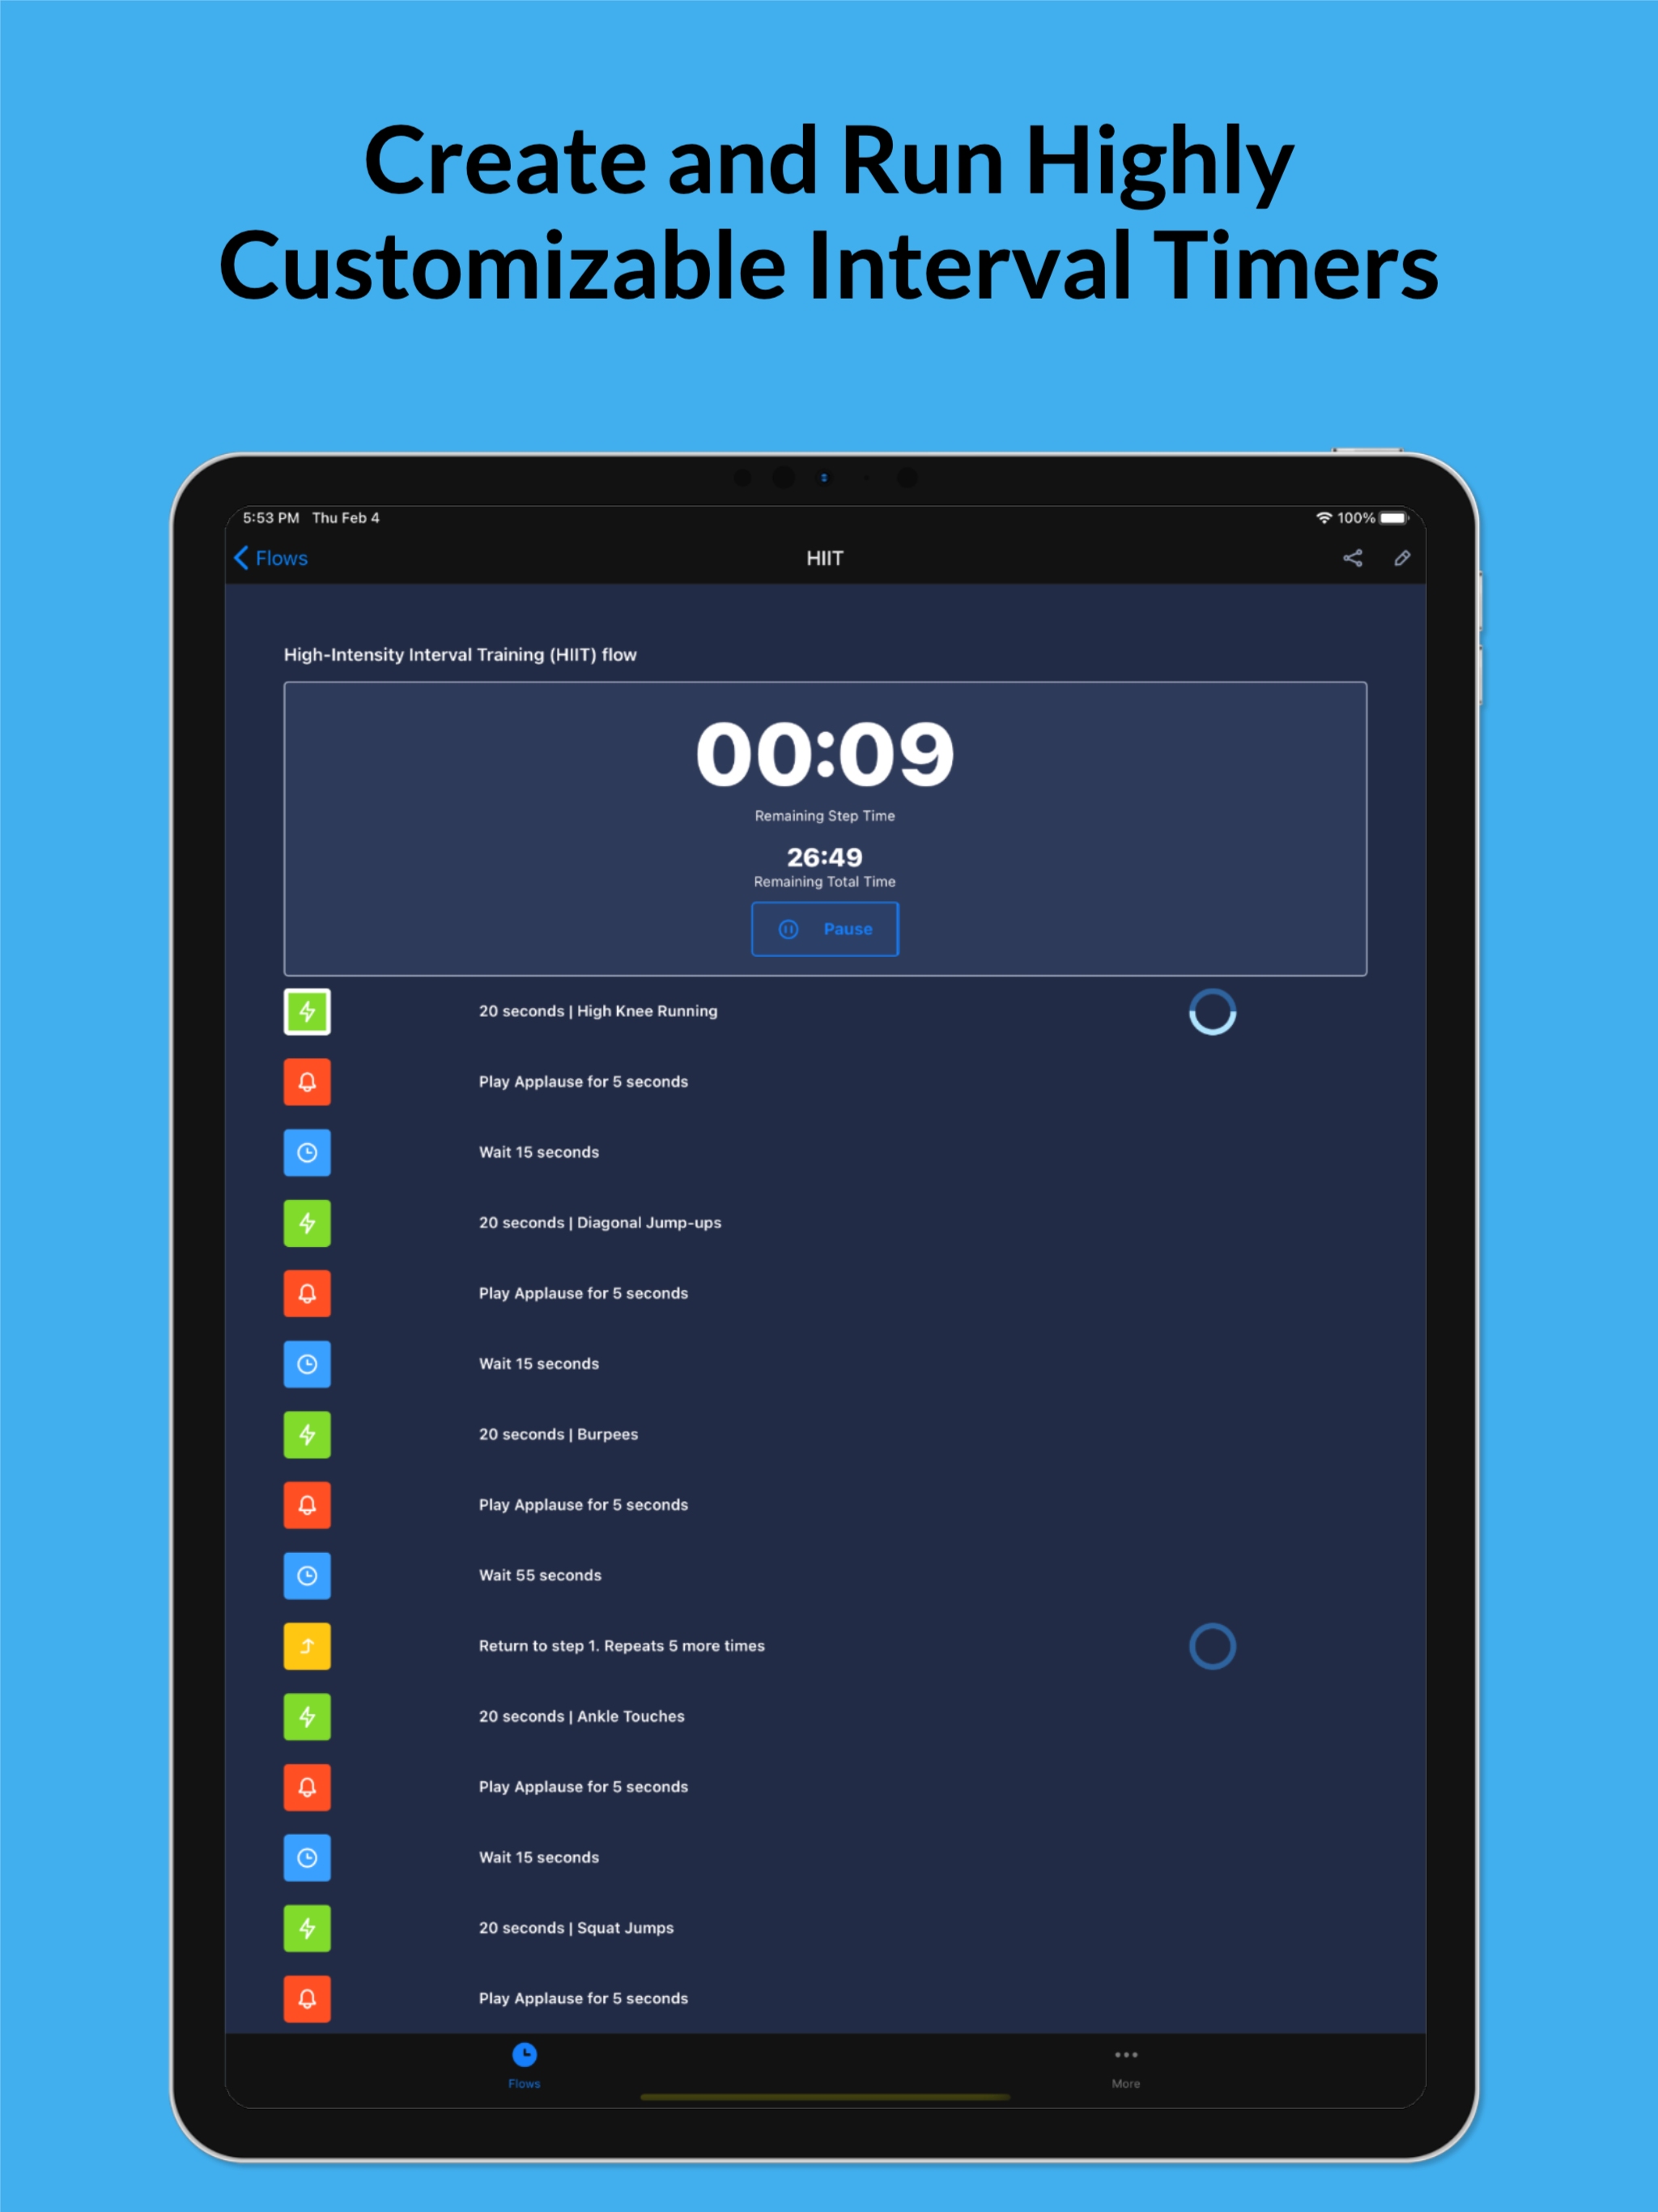 Create and Run Highly
Customizable Interval Timers
5:53 PM Thu Feb 4
100%
Flows
HIIT
High-Intensity Interval Training (HIIT) flow
00:09
Remaining Step Time
26:49
Remaining Total Time
Pause
20 seconds | High Knee Running
Play Applause for 5 seconds
Wait 15 seconds
20 seconds | Diagonal Jump-ups
Play Applause for 5 seconds
Wait 15 seconds
20 seconds | Burpees
Play Applause for 5 seconds
Wait 55 seconds
Return to step 1. Repeats 5 more times
20 seconds | Ankle Touches
Play Applause for 5 seconds
Wait 15 seconds
20 seconds | Squat Jumps
Play Applause for 5 seconds
Flows
More